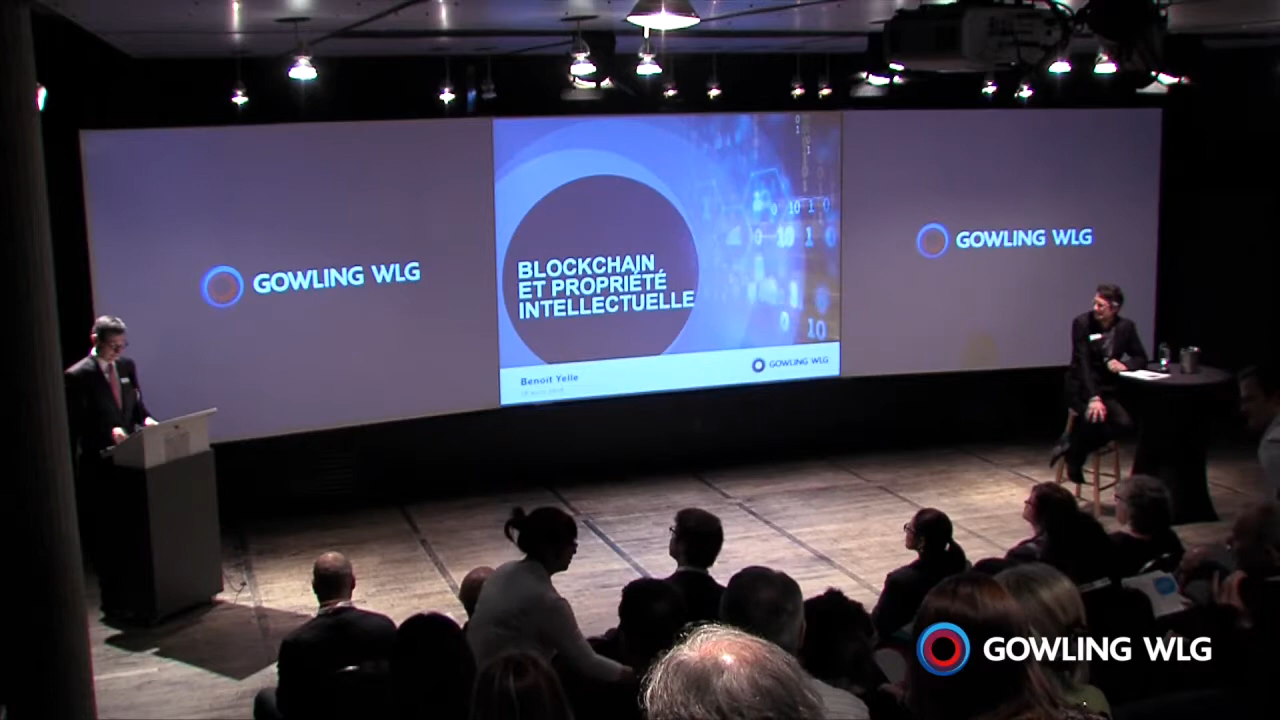 GOWLING WLG
BLOCKCHAIN
ET PROPRIÉTÉ
INTELLECTUELLE
Benoit Yelle
GOWLING WLG
GOWLING WLG
GOWLING WLG